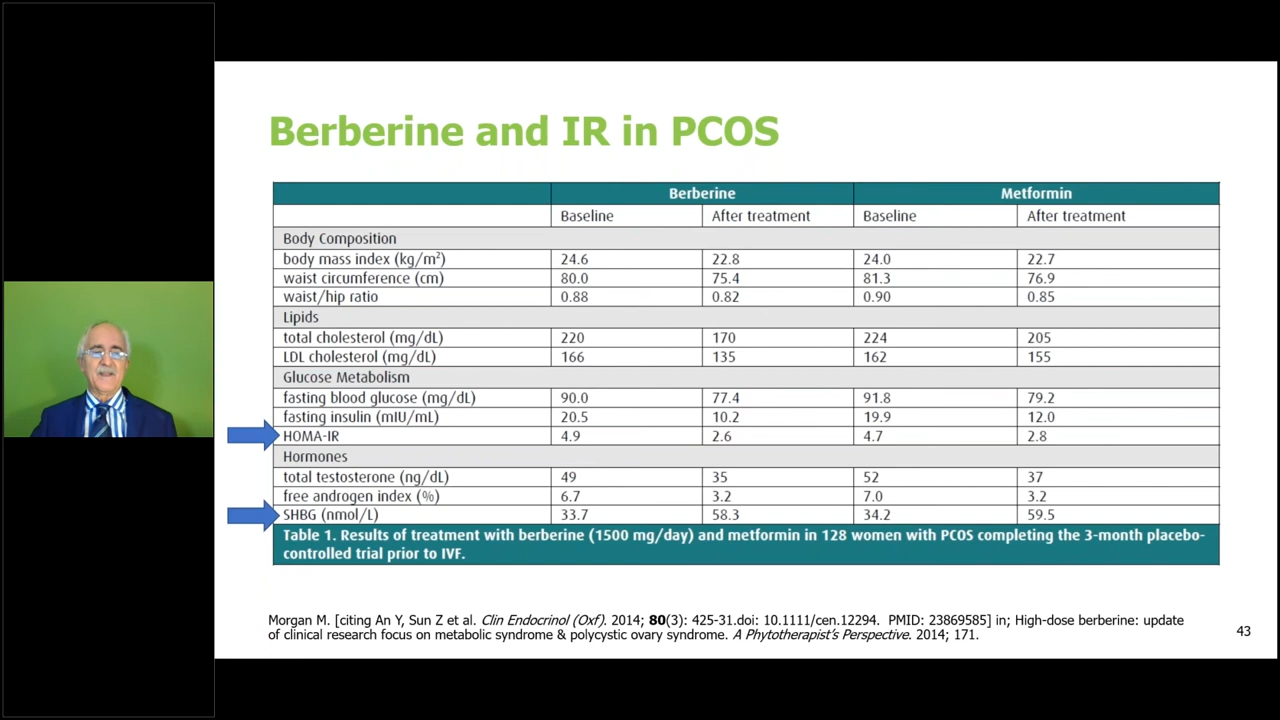 Berberine and IR in PCOS
Berberine Metformin
Baseline After treatment Baseline After treatment
Body Composition
body mass index (kg/m²) 24.6 22.8 24.0 22.7
waist circumference (cm) 80.0 75.4 81.3 76.9
waist/hip ratio 0.88 0.82 0.90 0.85
Lipids
total cholesterol (mg/dL) 220 170 224 205
LDL cholesterol (mg/dL) 166 135 162 155
Glucose Metabolism
fasting blood glucose (mg/dL) 90.0 77.4 91.8 79.2
fasting insulin (mIU/mL) 20.5 10.2 19.9 12.0
HOMA-IR 4.9 2.6 4.7 2.8
Hormones
total testosterone (ng/dL) 49 35 52 37
free androgen index (%) 6.7 3.2 7.0 3.2
SHBG (nmol/L) 33.7 58.3 34.2 59.5
Table 1. Results of treatment with berberine (1500 mg/day) and metformin in 128 women with PCOS completing the 3-month placebo-
controlled trial prior to IVF.
Morgan M. [citing An Y, Sun Z et al. Clin Endocrinol (Oxf). 2014; 80(3): 425-31.doi: 10.1111/cen.12294. PMID: 23869585] in; High-dose berberine: update
of clinical research focus on metabolic syndrome & polycystic ovary syndrome. A Phytotherapist's Perspective. 2014; 171.
43